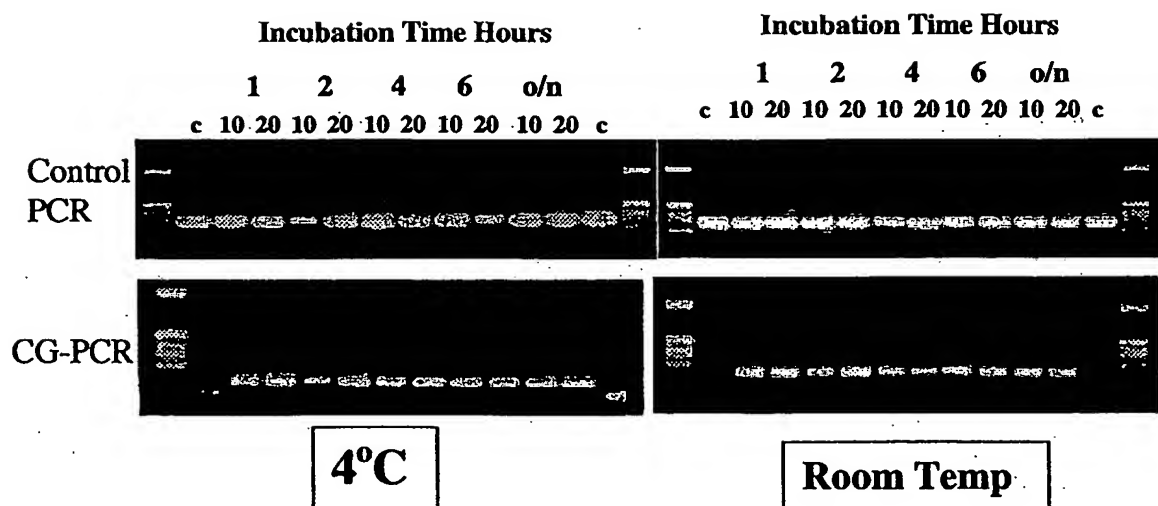 Incubation Time Hours
1 2 4 6 o/n
c 10 20 10 20 10 20 10 20 10 20 c
Incubation Time Hours
1 2 4 6 o/n
c 10 20 10 20 10 20 10 20 10 20 c
Control
PCR
CG-PCR
4°C
Room Temp